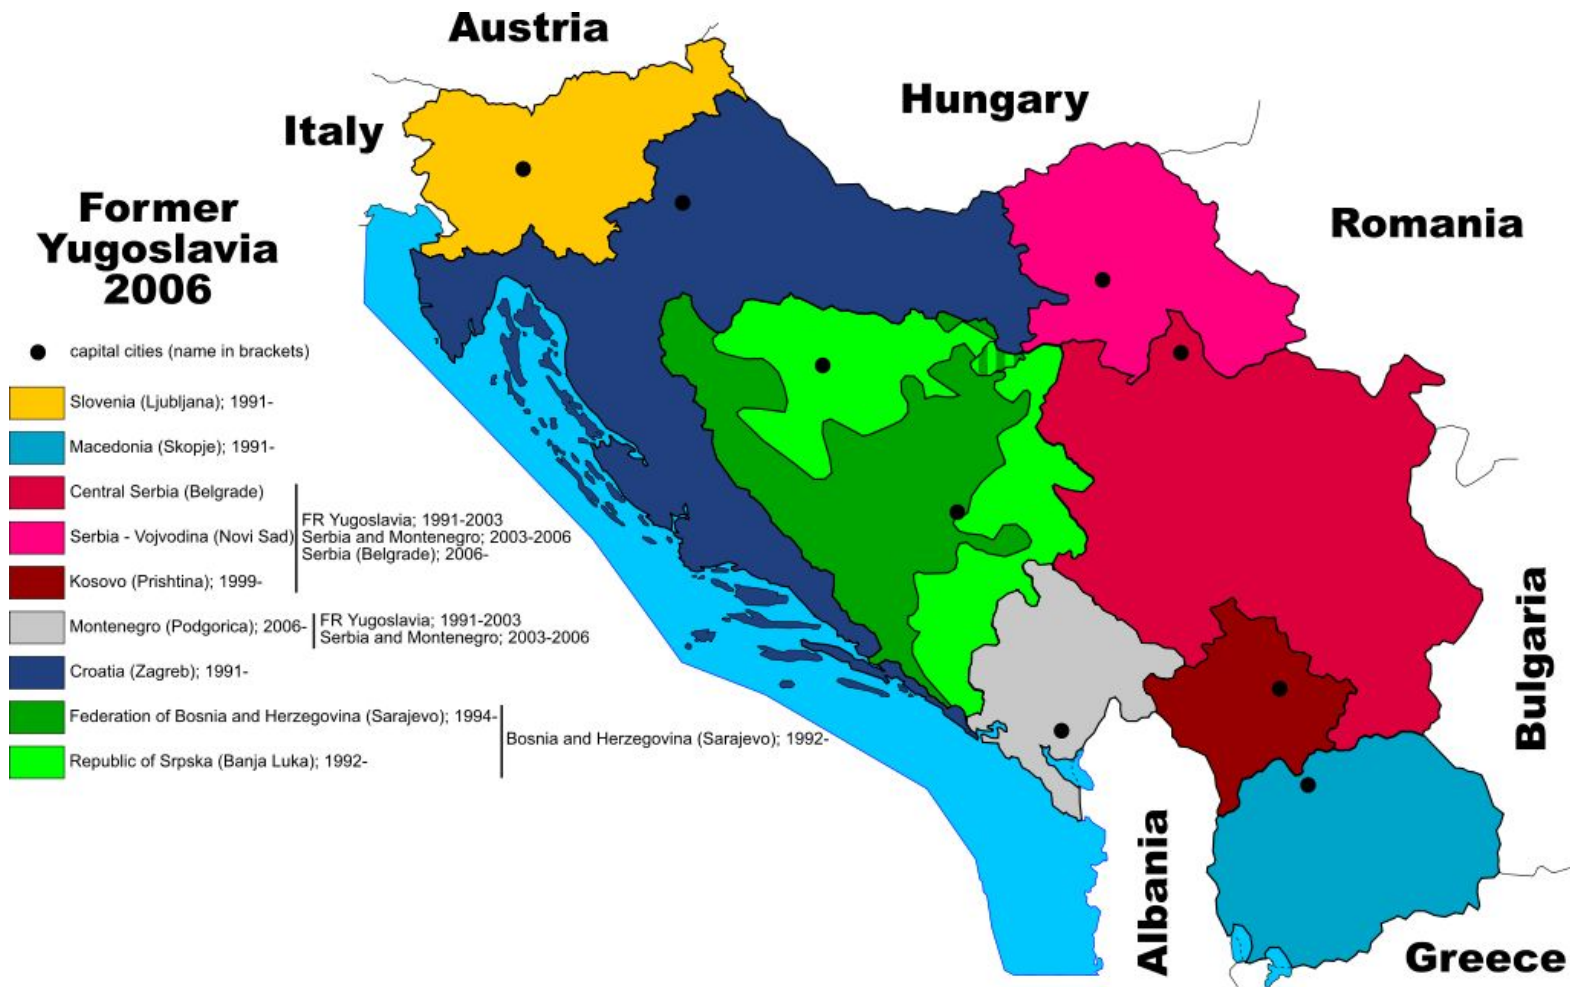 Austria
Hungary
Italy
Romania
Former
Yugoslavia
2006
capital cities (name in brackets)
Slovenia (Ljubljana); 1991-
Macedonia (Skopje); 1991-
Central Serbia (Belgrade)
Serbia - Vojvodina (Novi Sad)
Kosovo (Prishtina); 1999-
FR Yugoslavia; 1991-2003
Serbia and Montenegro; 2003-2006
Serbia (Belgrade); 2006-
Montenegro (Podgorica); 2006-
FR Yugoslavia; 1991-2003
Serbia and Montenegro; 2003-2006
Croatia (Zagreb); 1991-
Federation of Bosnia and Herzegovina (Sarajevo); 1994-
Republic of Srpska (Banja Luka); 1992-
Bosnia and Herzegovina (Sarajevo); 1992-
Bulgaria
Albania
Greece